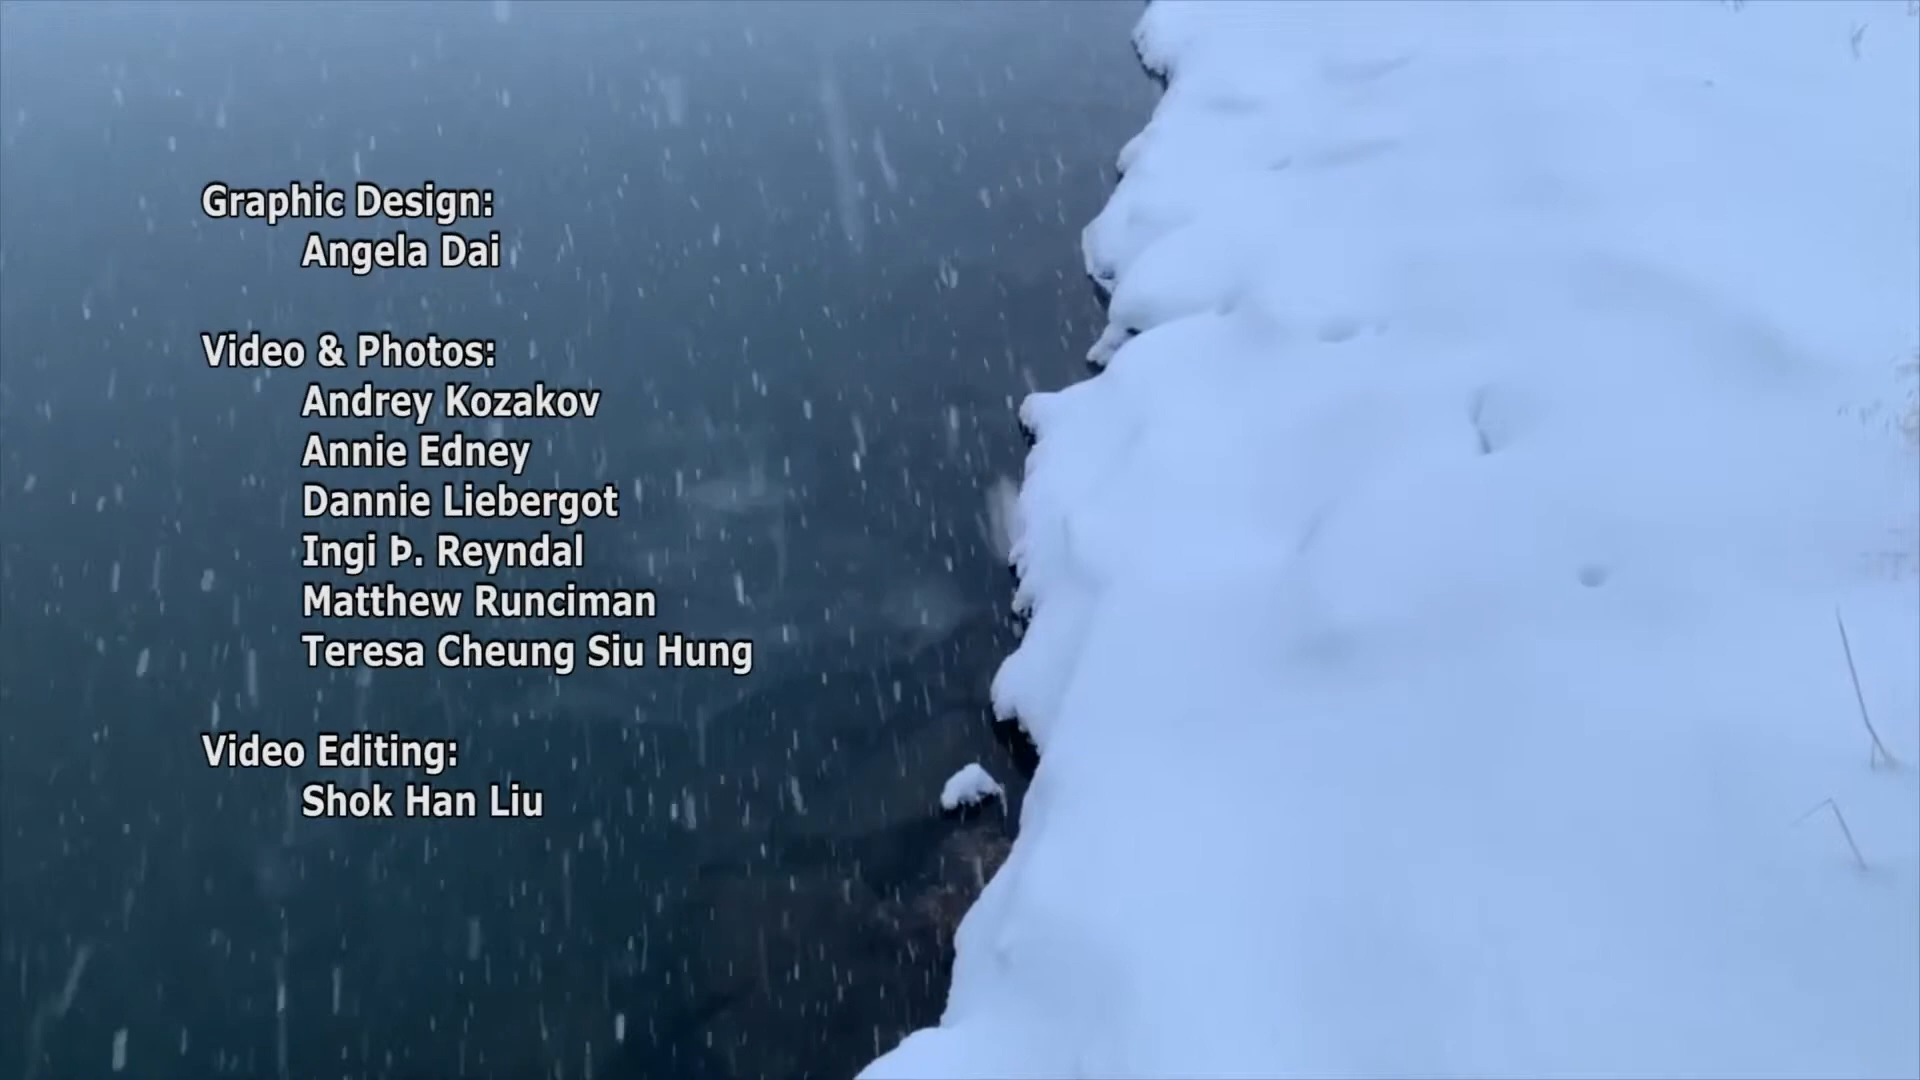 Graphic Design:
Angela Dai
Video & Photos:
Andrey Kozakov
Annie Edney
Dannie Liebergot
Ingi Þ. Reyndal
Matthew Runciman
Teresa Cheung Siu Hung
Video Editing:
Shok Han Liu